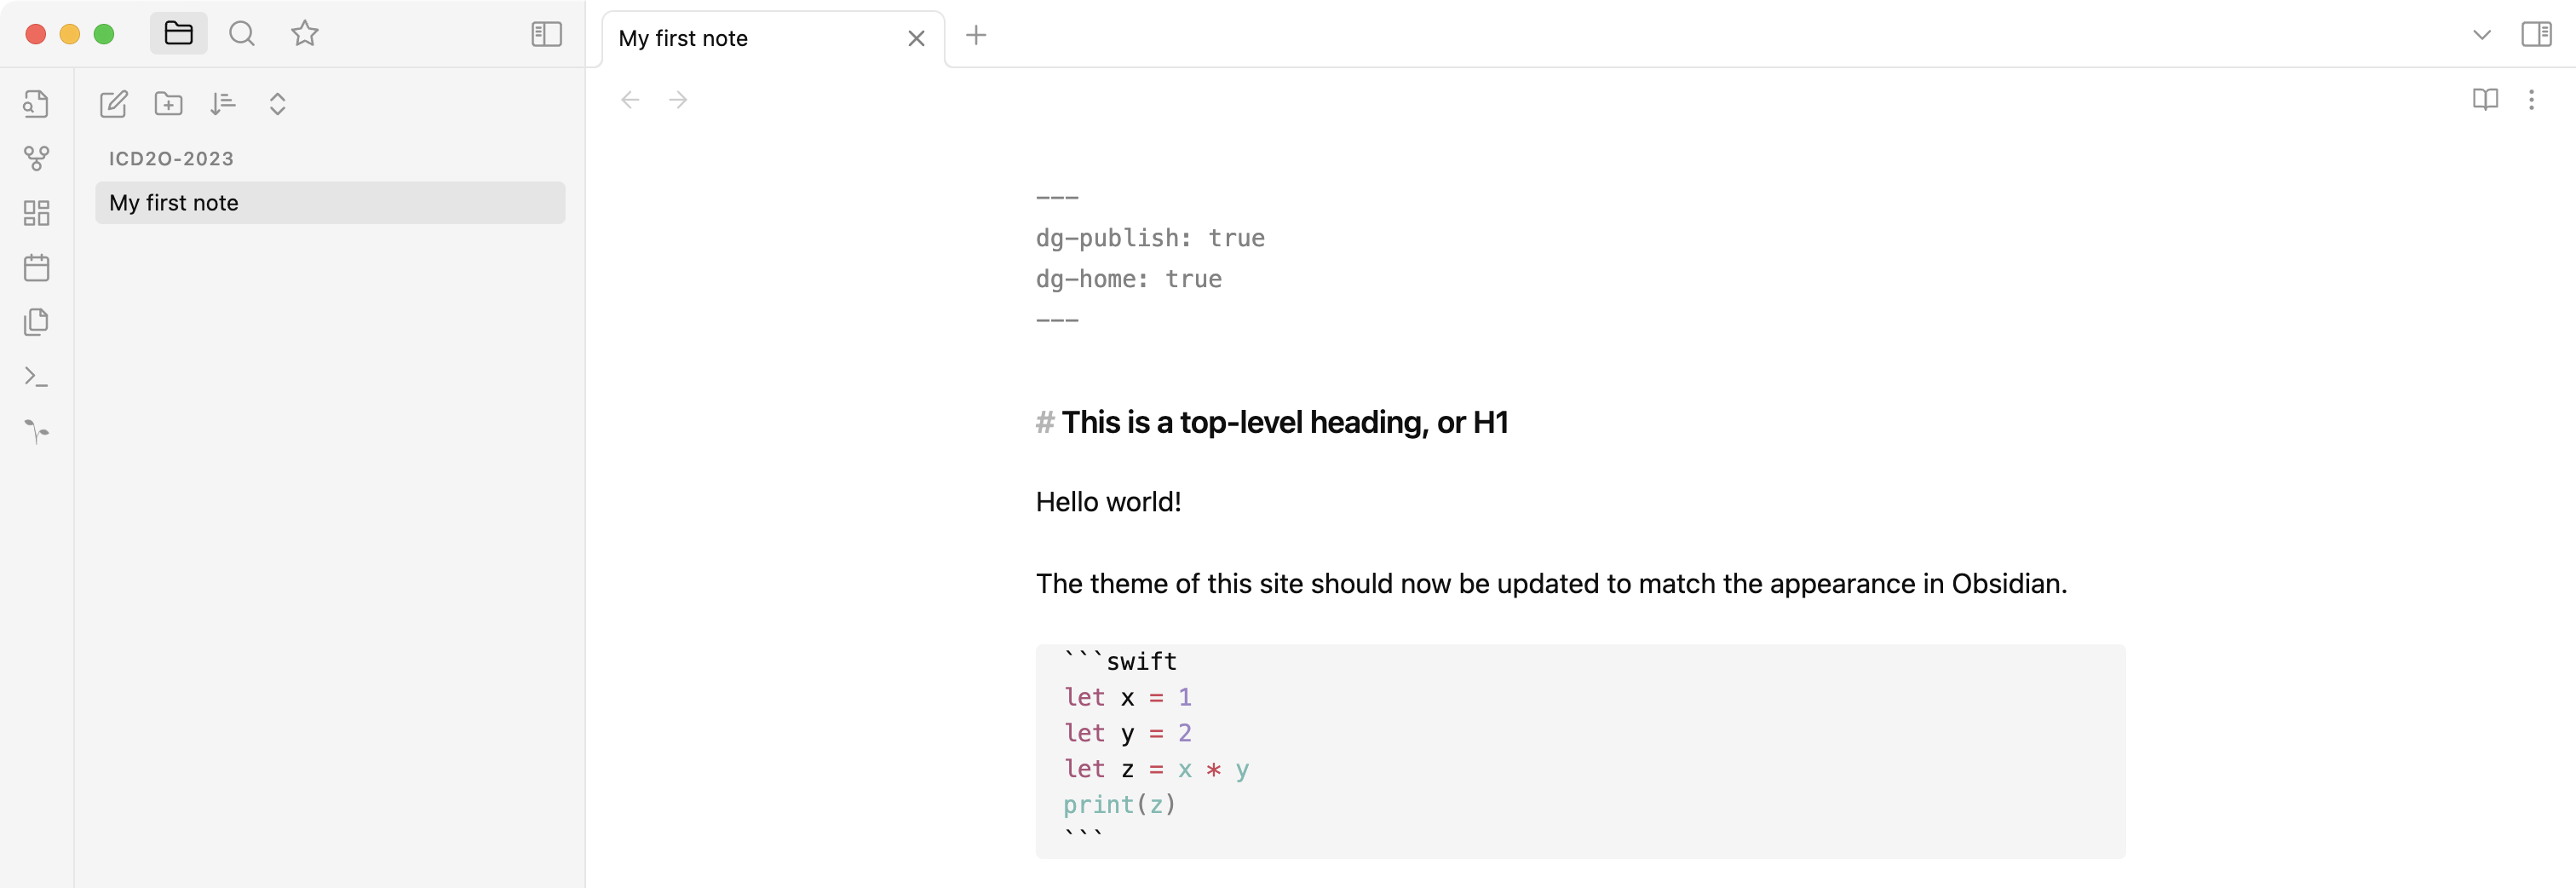 My first note
ICD2O-2023
My first note
---
dg-publish: true
dg-home: true
---
# This is a top-level heading, or H1
Hello world!
The theme of this site should now be updated to match the appearance in Obsidian.
```swift
let x = 1
let y = 2
let z = x * y
print(z)
```